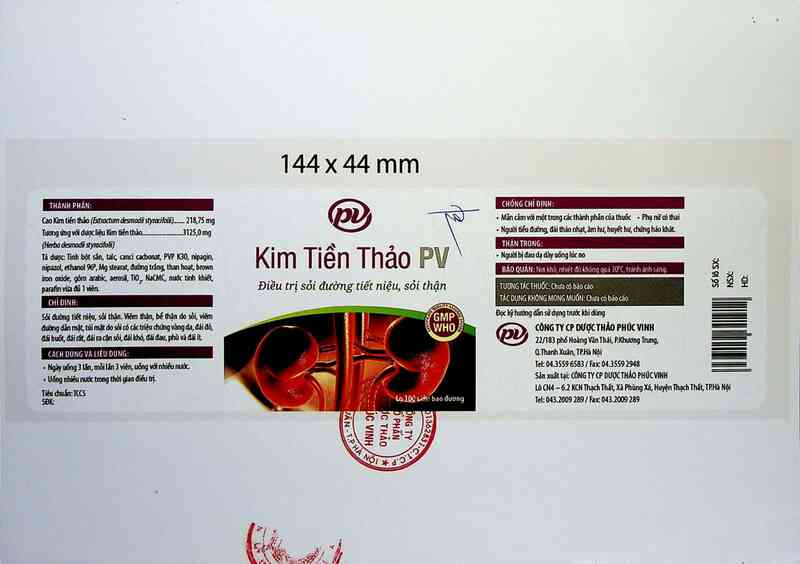 144 x 44 mm
THÀNH PHẦN:
Cao Kim tiền thảo (Extractum desmodii styracifolii)...... 218,75 mg
Tương ứng với dược liệu Kim tiền thảo....................3125,0 mg
(Herba desmodii styracifolii)
Tá dược: Tinh bột sắn, talc, canci carbonat, PVP K30, nipagin,
nipazol, ethanol 96º, Mg stearat, đường trắng, than hoạt, brown
iron oxide, gôm arabic, aerosil, TiO₂, NaCMC, nước tinh khiết,
parafin vừa đủ 1 viên.
CHỈ ĐỊNH:
Sỏi đường tiết niệu, sỏi thận. Viêm thận, bể thận do sỏi, viêm
đường dẫn mật, túi mật do sỏi có các triệu chứng vàng da, đái đỏ,
đái buốt, đái rắt, đái ra cặn sỏi, đái khó, đái đau, phù và đái ít.
CÁCH DÙNG VÀ LIỀU DÙNG:
• Ngày uống 3 lần, mỗi lần 3 viên, uống với nhiều nước.
• Uống nhiều nước trong thời gian điều trị.
Tiêu chuẩn: TCCS
SĐK:
pv
Kim Tiền Thảo PV
Điều trị sỏi đường tiết niệu, sỏi thận
GMP
WHO
Lọ 100 viên bao đường
CHỐNG CHỈ ĐỊNH:
• Mẫn cảm với một trong các thành phần của thuốc • Phụ nữ có thai
• Người tiểu đường, đái tháo nhạt, âm hư, huyết hư, chứng háo khát.
THẬN TRỌNG:
• Người bị đau dạ dày uống lúc no
BẢO QUẢN: Nơi khô, nhiệt độ không quá 30ºC, tránh ánh sáng.
TƯƠNG TÁC THUỐC: Chưa có báo cáo
TÁC DỤNG KHÔNG MONG MUỐN: Chưa có báo cáo
Đọc kỹ hướng dẫn sử dụng trước khi dùng
pv
CÔNG TY CP DƯỢC THẢO PHÚC VINH
22/183 phố Hoàng Văn Thái, P.Khương Trung,
Q.Thanh Xuân, TP.Hà Nội
Tel: 04.3559 6583 / Fax: 04.3559 2948
Sản xuất tại: CÔNG TY CP DƯỢC THẢO PHÚC VINH
Lô CN4 – 6.2 KCN Thạch Thất, Xã Phùng Xá, Huyện Thạch Thất, TP.Hà Nội
Tel: 043.2009 289 / Fax: 043.2009 289
Số lô SX:
NSX:
HD:
CÔNG TY
CỔ PHẦN
DƯỢC THẢO
PHÚC VINH
XUÂN - T.P HÀ NỘI